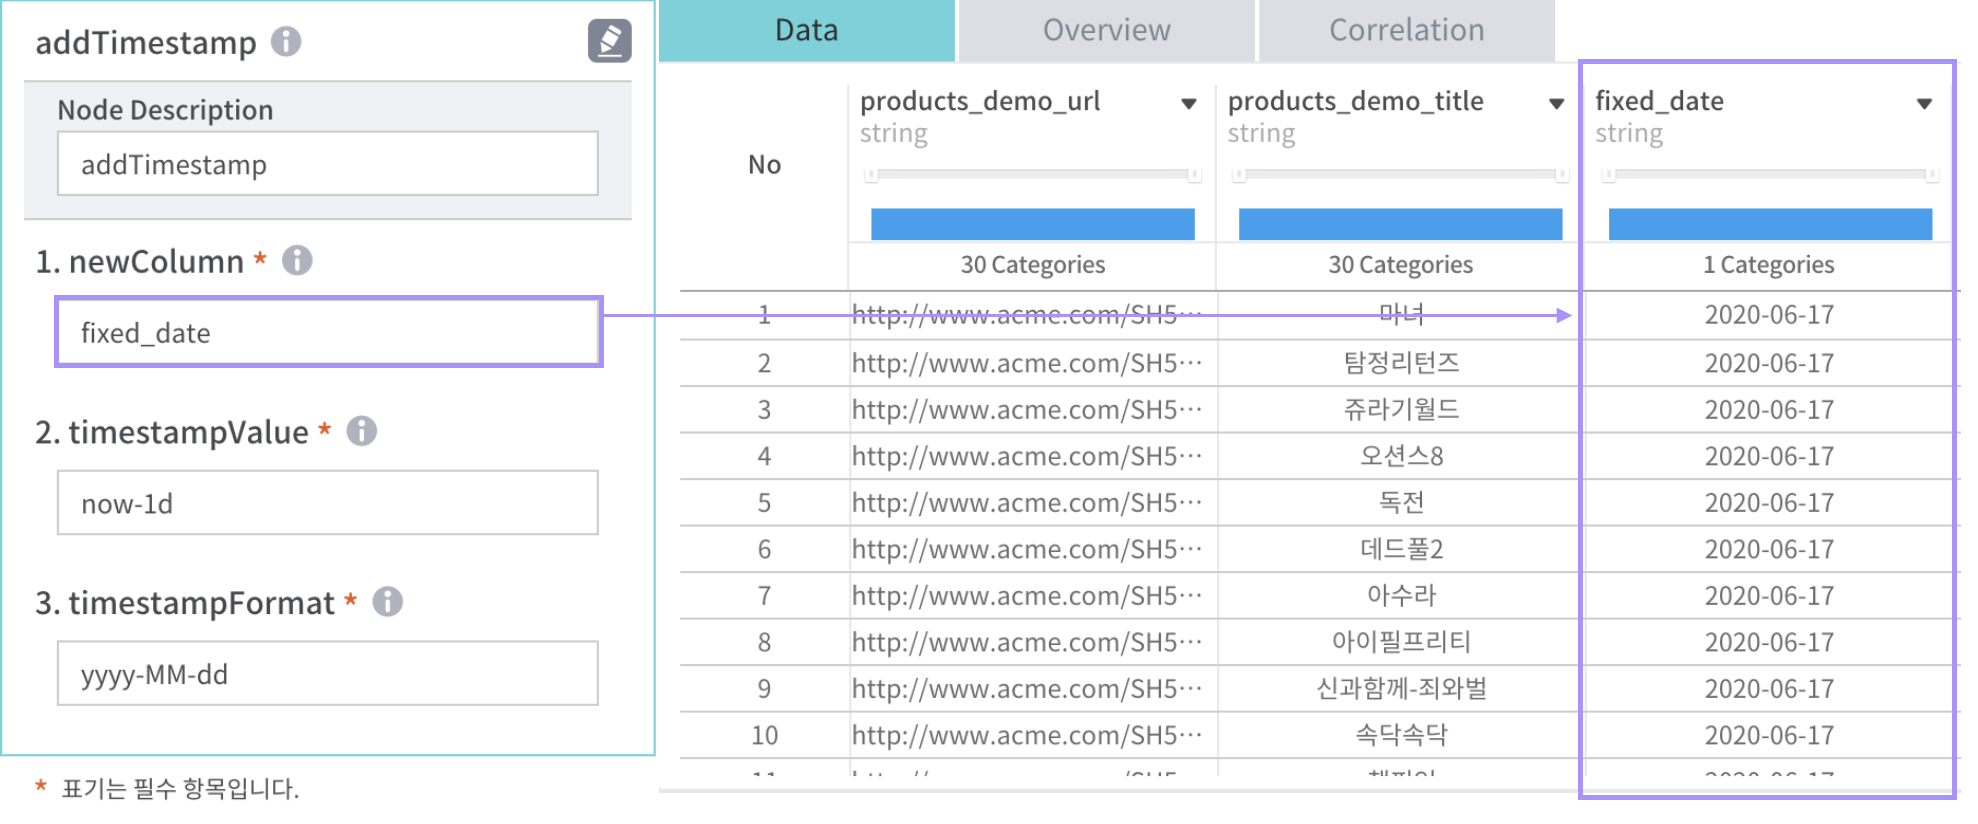 addTimestamp
Node Description
addTimestamp
1. newColumn *
fixed_date
2. timestampValue *
now-1d
3. timestampFormat *
yyyy-MM-dd
* 표기는 필수 항목입니다.
Data Overview Correlation
No products_demo_url products_demo_title fixed_date
string string string
30 Categories 30 Categories 1 Categories
1 http://www.acme.com/SH5··· 마녀 2020-06-17
2 http://www.acme.com/SH5··· 탐정리턴즈 2020-06-17
3 http://www.acme.com/SH5··· 쥬라기월드 2020-06-17
4 http://www.acme.com/SH5··· 오션스8 2020-06-17
5 http://www.acme.com/SH5··· 독전 2020-06-17
6 http://www.acme.com/SH5··· 데드풀2 2020-06-17
7 http://www.acme.com/SH5··· 아수라 2020-06-17
8 http://www.acme.com/SH5··· 아이필프리티 2020-06-17
9 http://www.acme.com/SH5··· 신과함께-죄와벌 2020-06-17
10 http://www.acme.com/SH5··· 속닥속닥 2020-06-17